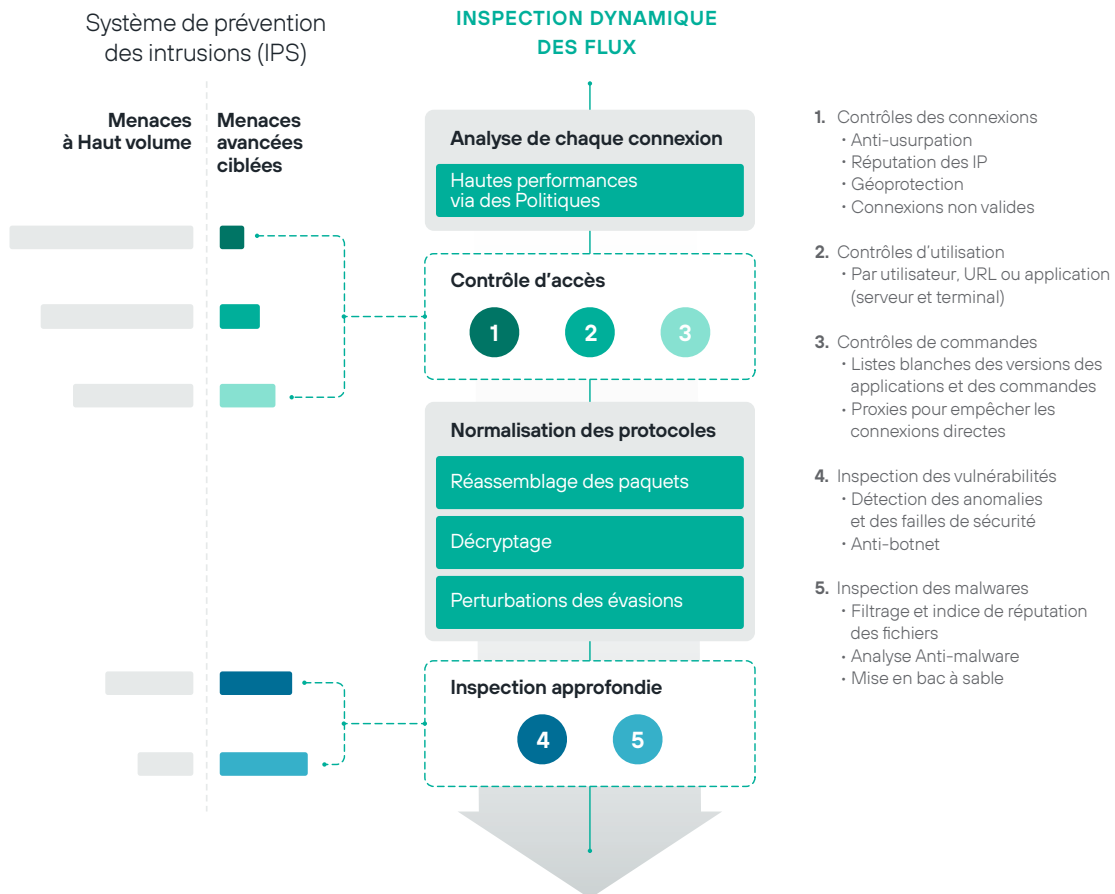 Système de prévention
des intrusions (IPS)
Menaces
à Haut volume
Menaces
avancées
ciblées
INSPECTION DYNAMIQUE
DES FLUX
Analyse de chaque connexion
Hautes performances
via des Politiques
Contrôle d'accès
1
2
3
Normalisation des protocoles
Réassemblage des paquets
Décryptage
Perturbations des évasions
Inspection approfondie
4
5
1. Contrôles des connexions
· Anti-usurpation
· Réputation des IP
· Géoprotection
· Connexions non valides
2. Contrôles d'utilisation
· Par utilisateur, URL ou application
(serveur et terminal)
3. Contrôles de commandes
· Listes blanches des versions des
applications et des commandes
· Proxies pour empêcher les
connexions directes
4. Inspection des vulnérabilités
· Détection des anomalies
et des failles de sécurité
· Anti-botnet
5. Inspection des malwares
· Filtrage et indice de réputation
des fichiers
· Analyse Anti-malware
· Mise en bac à sable